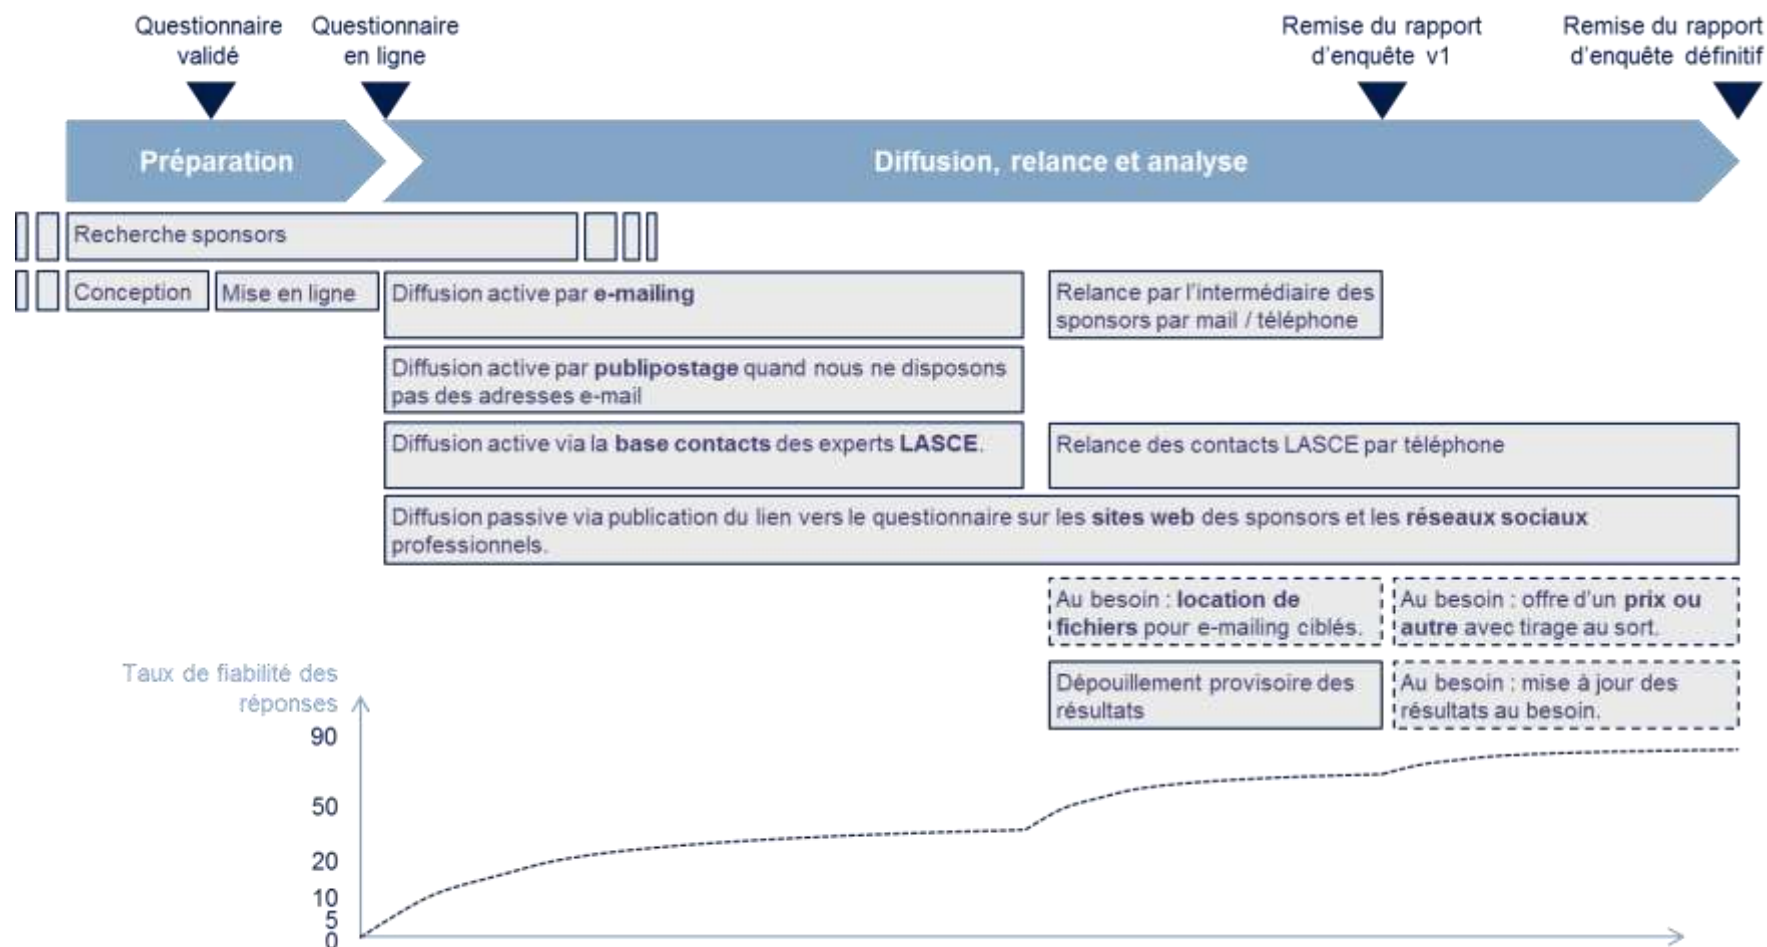 Questionnaire
validé
Questionnaire
en ligne
Remise du rapport
d'enquête v1
Remise du rapport
d'enquête définitif
Préparation
Diffusion, relance et analyse
Recherche sponsors
Conception
Mise en ligne
Diffusion active par e-mailing
Relance par l'intermédiaire des
sponsors par mail / téléphone
Diffusion active par publipostage quand nous ne disposons
pas des adresses e-mail
Diffusion active via la base contacts des experts LASCE.
Relance des contacts LASCE par téléphone
Diffusion passive via publication du lien vers le questionnaire sur les sites web des sponsors et les réseaux sociaux
professionnels.
Au besoin : location de
fichiers pour e-mailing ciblés.
Au besoin : offre d'un prix ou
autre avec tirage au sort.
Dépouillement provisoire des
résultats
Au besoin : mise à jour des
résultats au besoin.
Taux de fiabilité des
réponses
90
50
20
10
5
0